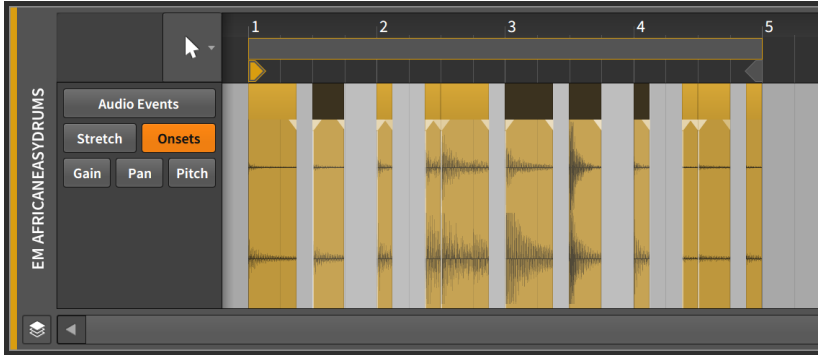 1 2 3 4 5
EM AFRICANEASYDRUMS
Audio Events
Stretch Onsets
Gain Pan Pitch